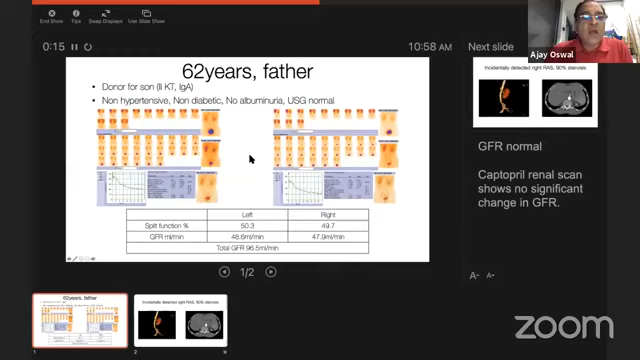 End Show
Tips
Swap Displays
Use Slide Show
0:15
10:58 AM
Next slide
Ajay Oswal
62years, father
• Donor for son (II KT, IgA)
• Non hypertensive, Non diabetic, No albuminuria, USG normal
Left Right
Split function % 50.3 49.7
GFR ml/min 48.6ml/min 47.9ml/min
Total GFR 96.5ml/min
Incidentally detected right RAS, 90% stenosis
GFR normal
Captopril renal scan
shows no significant
change in GFR.
1/2
A+ A-
62years, father
Incidentally detected right RAS, 90% stenosis
1
2
zoom